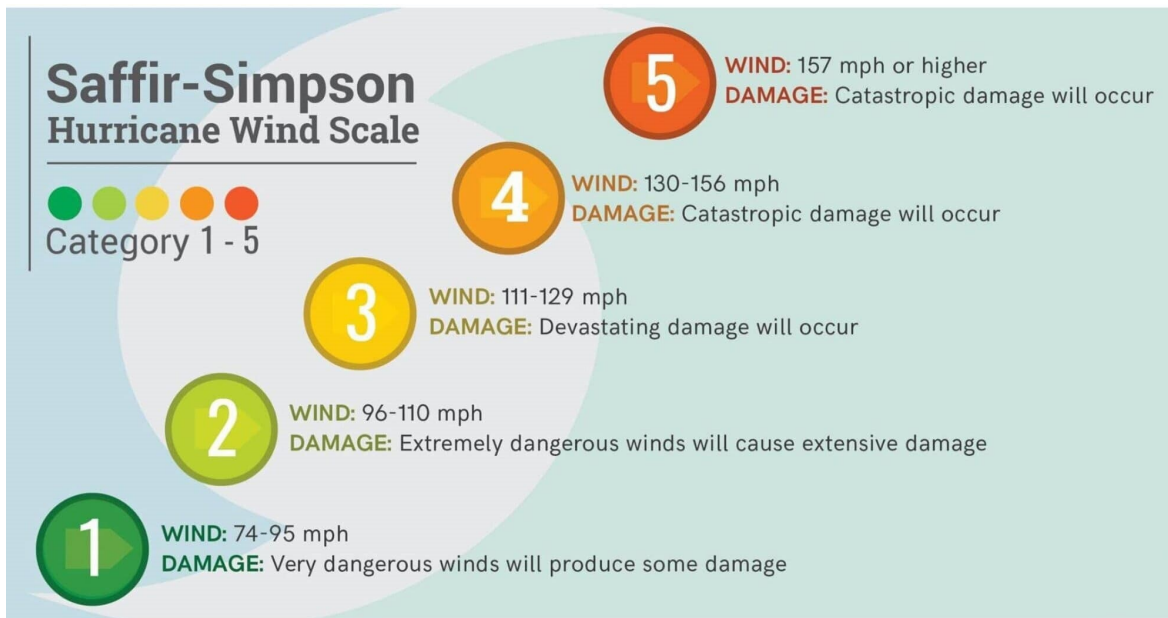 Saffir-Simpson
Hurricane Wind Scale
Category 1 - 5
5
WIND: 157 mph or higher
DAMAGE: Catastropic damage will occur
4
WIND: 130-156 mph
DAMAGE: Catastropic damage will occur
3
WIND: 111-129 mph
DAMAGE: Devastating damage will occur
2
WIND: 96-110 mph
DAMAGE: Extremely dangerous winds will cause extensive damage
1
WIND: 74-95 mph
DAMAGE: Very dangerous winds will produce some damage